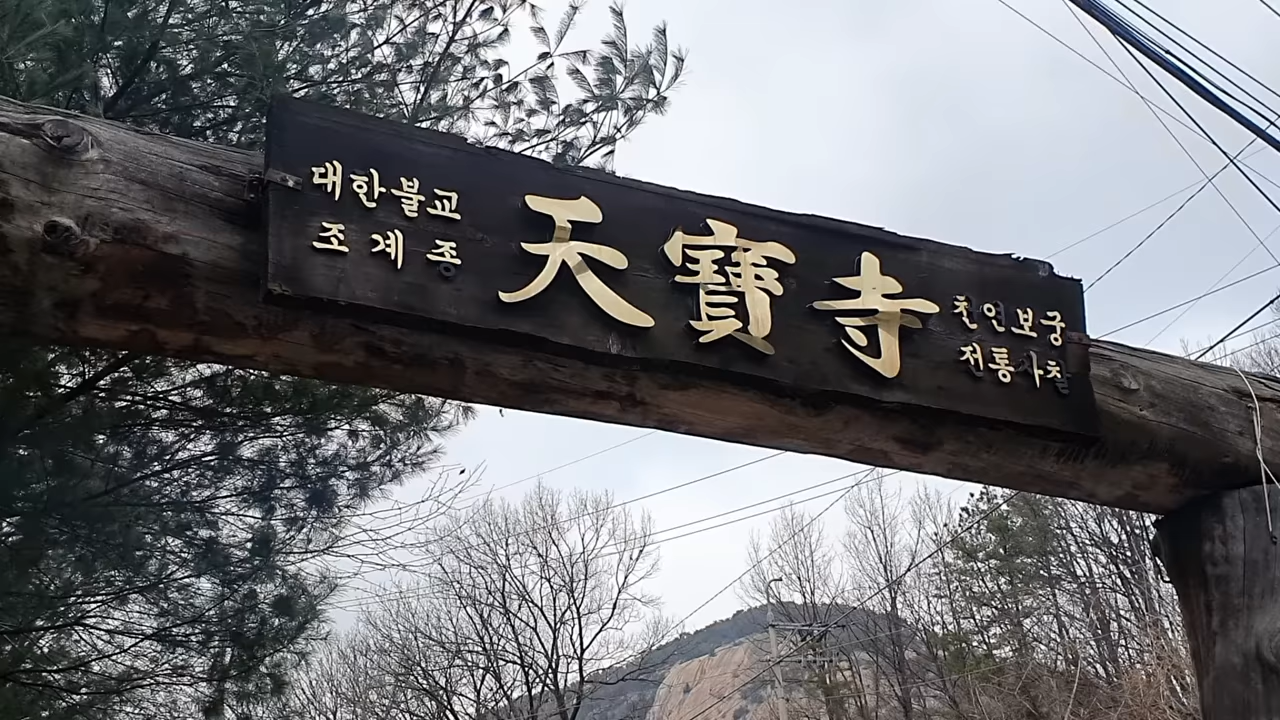 대한불교
조계종
天寶寺
천연보궁
전통사찰